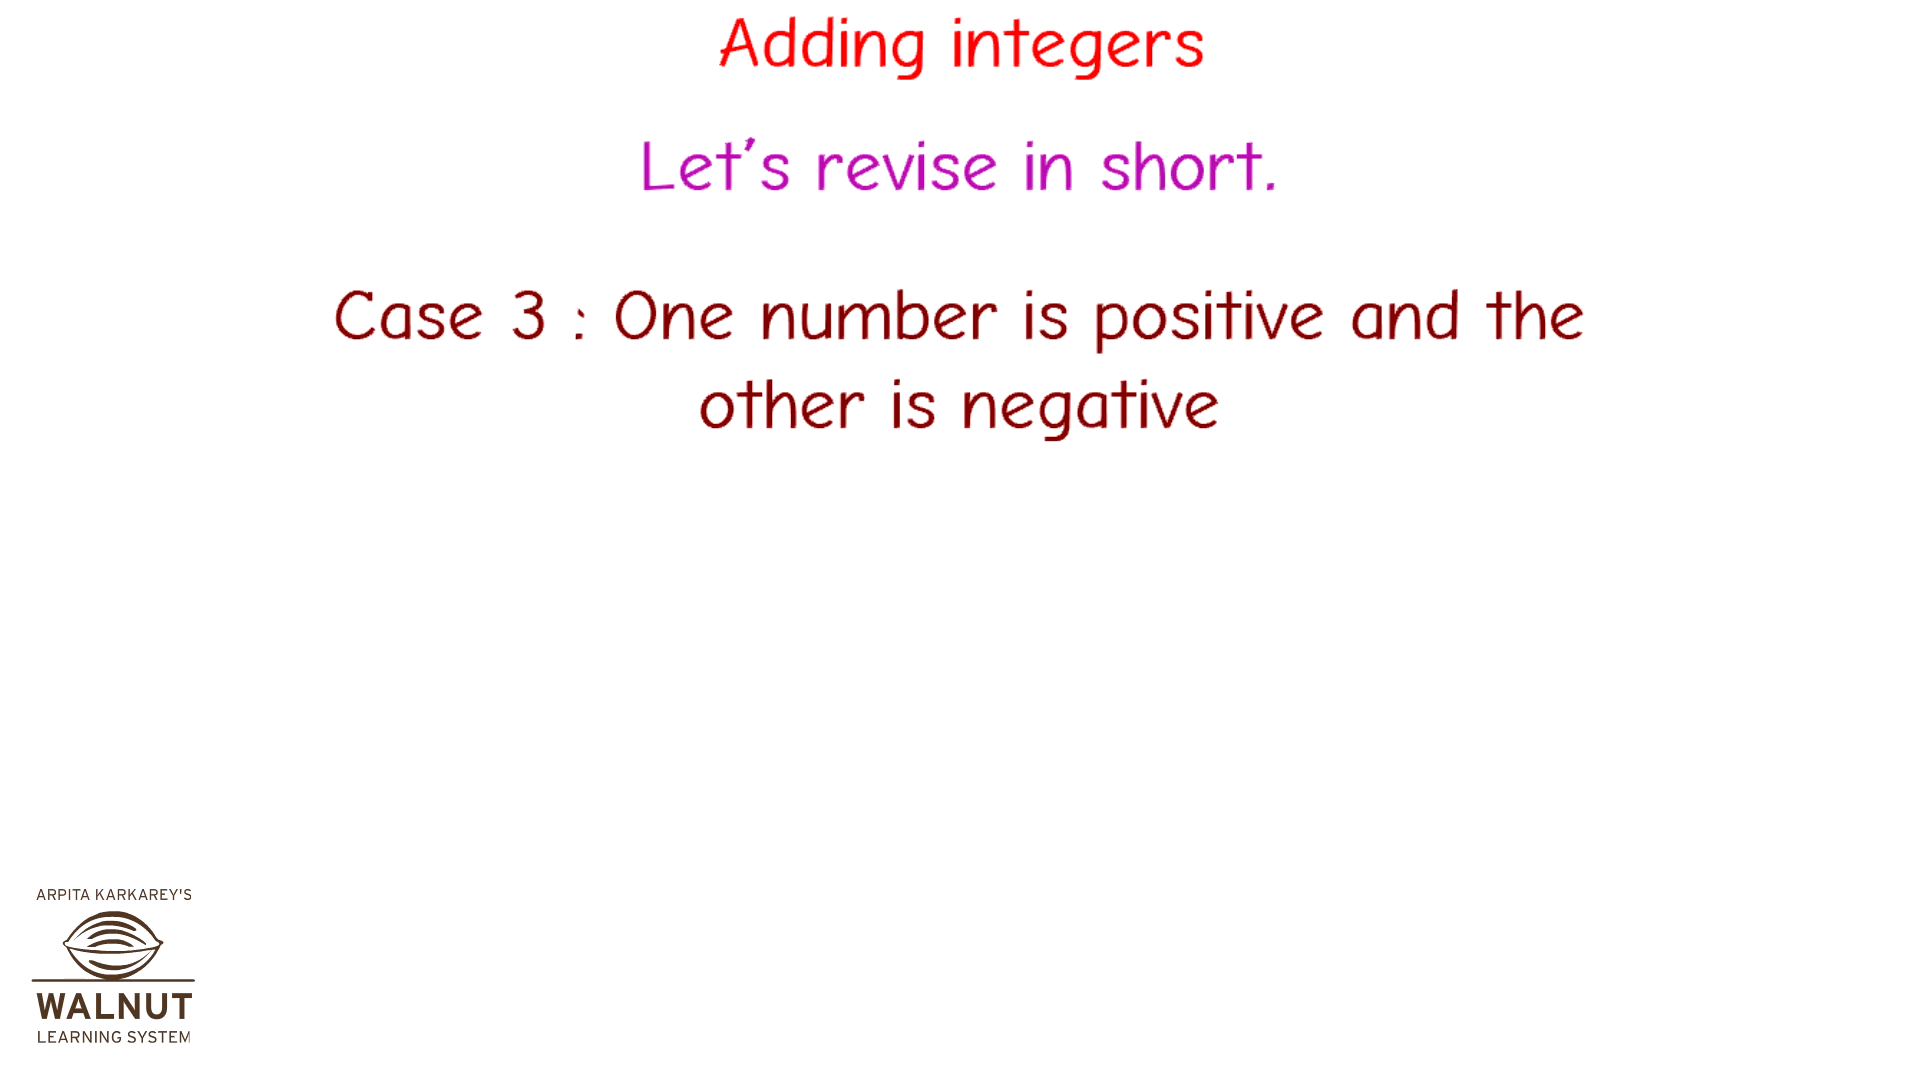 Adding integers
Let's revise in short.
Case 3 : One number is positive and the
other is negative
ARPITA KARKAREY'S
WALNUT
LEARNING SYSTEM